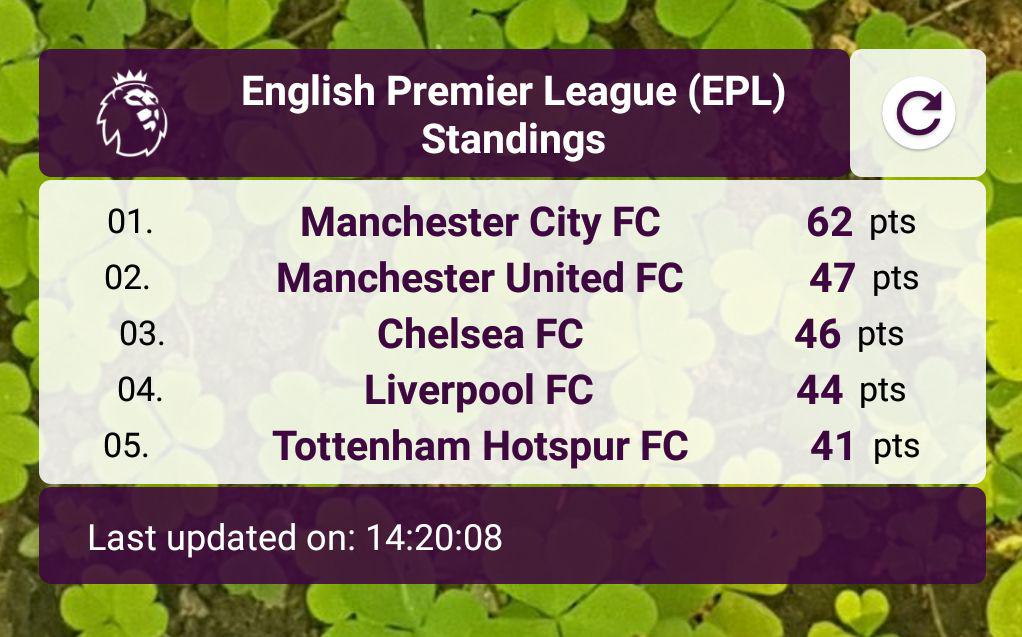 English Premier League (EPL)
Standings
01. Manchester City FC 62 pts
02. Manchester United FC 47 pts
03. Chelsea FC 46 pts
04. Liverpool FC 44 pts
05. Tottenham Hotspur FC 41 pts
Last updated on: 14:20:08